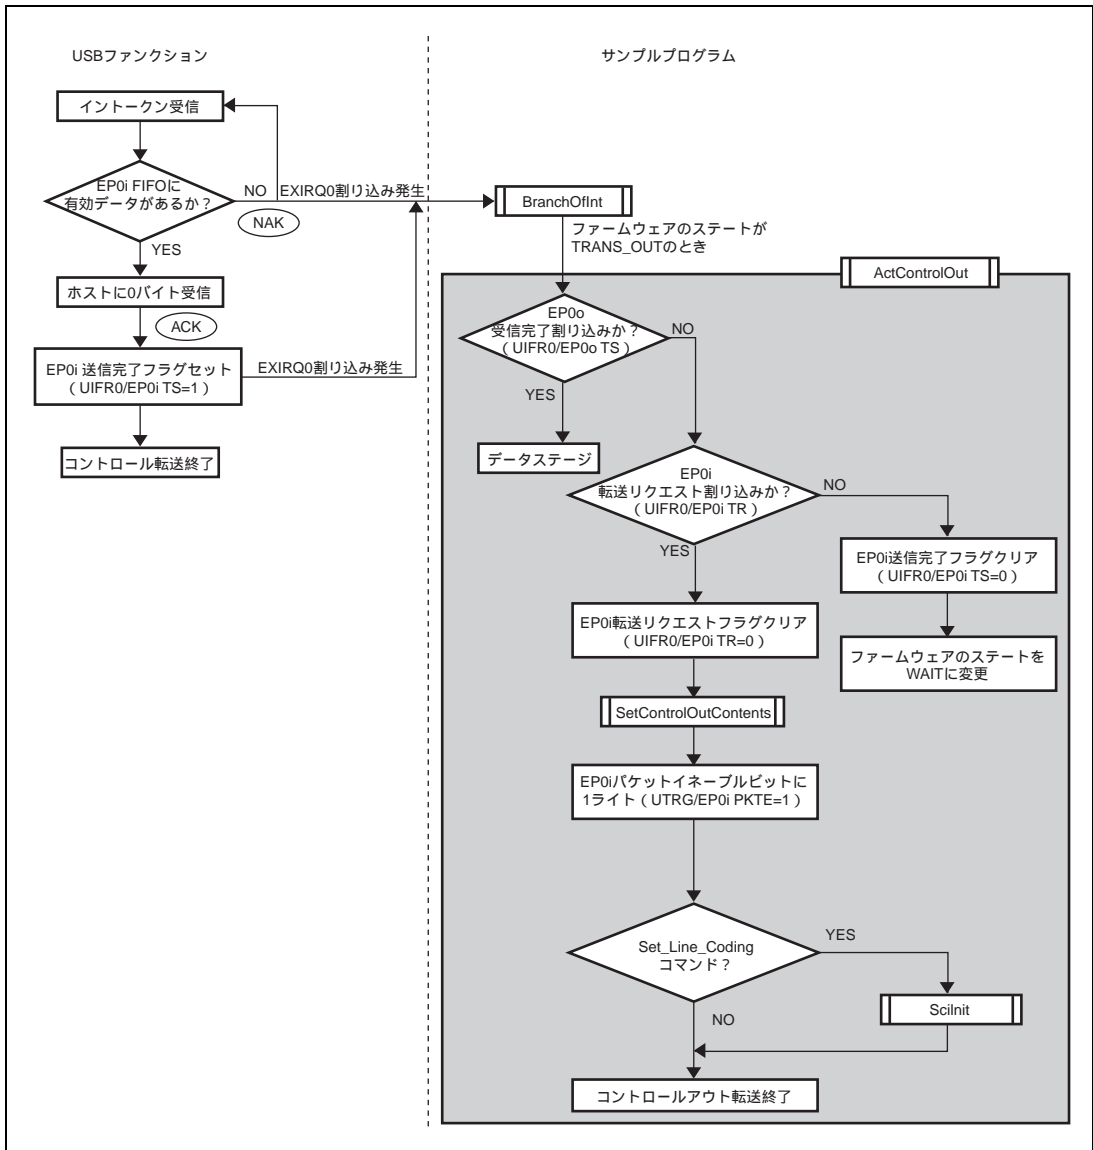 USBファンクション
サンプルプログラム
イントークン受信
EP0i FIFOに
有効データがあるか？
NO
EXIRQ0割り込み発生
NAK
YES
ホストに0バイト受信
ACK
EP0i 送信完了フラグセット
（UIFR0/EP0i TS=1）
EXIRQ0割り込み発生
コントロール転送終了
BranchOfInt
ファームウェアのステートが
TRANS_OUTのとき
ActControlOut
EP0o
受信完了割り込みか？
（UIFR0/EP0o TS）
NO
YES
データステージ
EP0i
転送リクエスト割り込みか？
（UIFR0/EP0i TR）
NO
YES
EP0i送信完了フラグクリア
（UIFR0/EP0i TS=0）
ファームウェアのステートを
WAITに変更
EP0i転送リクエストフラグクリア
（UIFR0/EP0i TR=0）
SetControlOutContents
EP0iパケットイネーブルビットに
1ライト（UTRG/EP0i PKTE=1）
Set_Line_Coding
コマンド？
YES
SciInit
NO
コントロールアウト転送終了